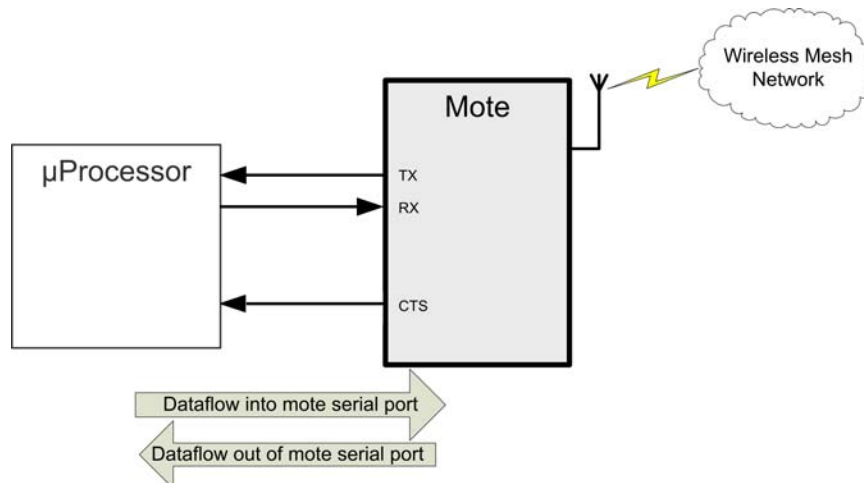 Wireless Mesh
Network
Mote
µProcessor
TX
RX
CTS
Dataflow into mote serial port
Dataflow out of mote serial port